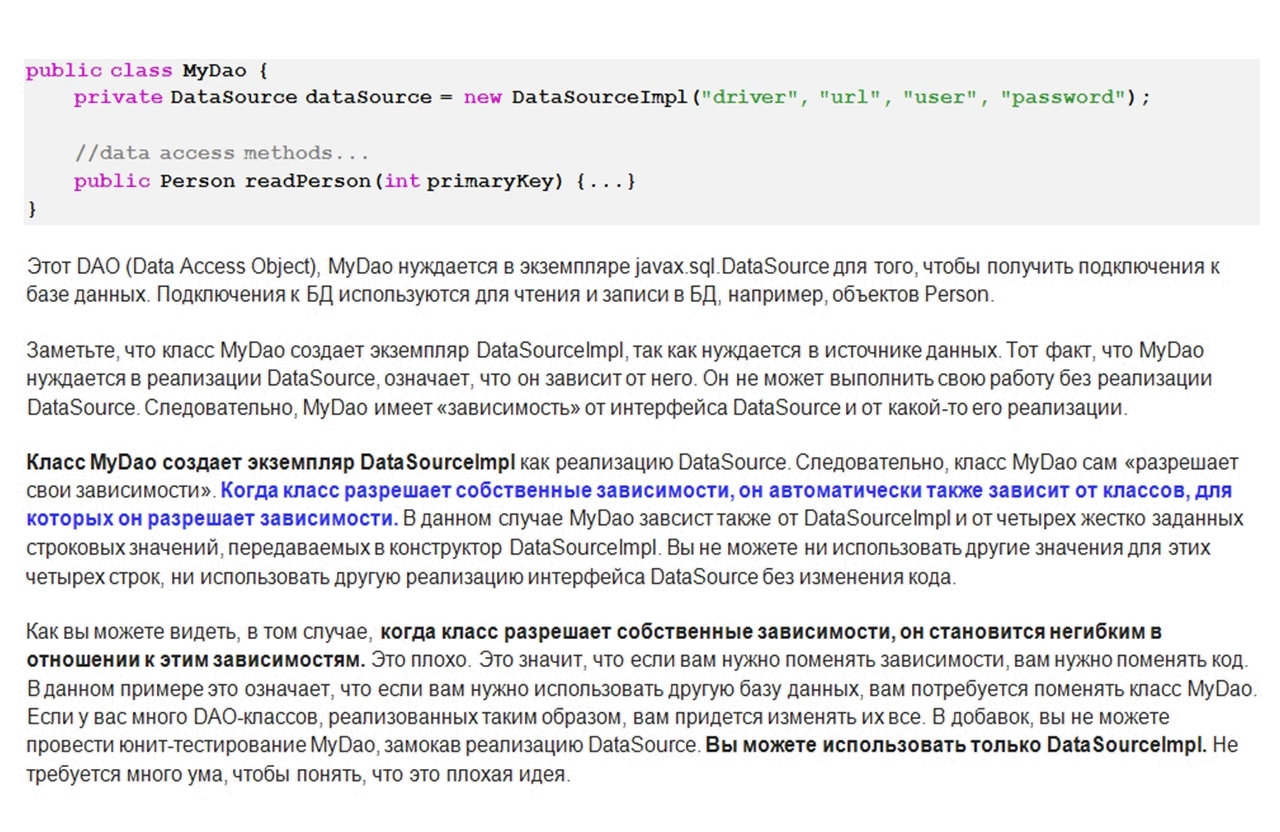 public class MyDao {
private DataSource dataSource = new DataSourceImpl("driver", "url", "user", "password");
//data access methods...
public Person readPerson(int primaryKey) {...}
}
Этот DAO (Data Access Object), MyDao нуждается в экземпляре javax.sql.DataSource для того, чтобы получить подключения к
базе данных. Подключения к БД используются для чтения и записи в БД, например, объектов Person.
Заметьте, что класс MyDao создает экземпляр DataSourceImpl, так как нуждается в источнике данных. Тот факт, что MyDao
нуждается в реализации DataSource, означает, что он зависит от него. Он не может выполнить свою работу без реализации
DataSource. Следовательно, MyDao имеет «зависимость» от интерфейса DataSource и от какой-то его реализации.
Класс MyDao создает экземпляр DataSourceImpl как реализацию DataSource. Следовательно, класс MyDao сам «разрешает
свои зависимости». Когда класс разрешает собственные зависимости, он автоматически также зависит от классов, для
которых он разрешает зависимости. В данном случае MyDao завсист также от DataSourceImpl и от четырех жестко заданных
строковых значений, передаваемых в конструктор DataSourceImpl. Вы не можете ни использовать другие значения для этих
четырех строк, ни использовать другую реализацию интерфейса DataSource без изменения кода.
Как вы можете видеть, в том случае, когда класс разрешает собственные зависимости, он становится негибким в
отношении к этим зависимостям. Это плохо. Это значит, что если вам нужно поменять зависимости, вам нужно поменять код.
В данном примере это означает, что если вам нужно использовать другую базу данных, вам потребуется поменять класс MyDao.
Если у вас много DAO-классов, реализованных таким образом, вам придется изменять их все. В добавок, вы не можете
провести юнит-тестирование MyDao, замокав реализацию DataSource. Вы можете использовать только DataSourceImpl. Не
требуется много ума, чтобы понять, что это плохая идея.